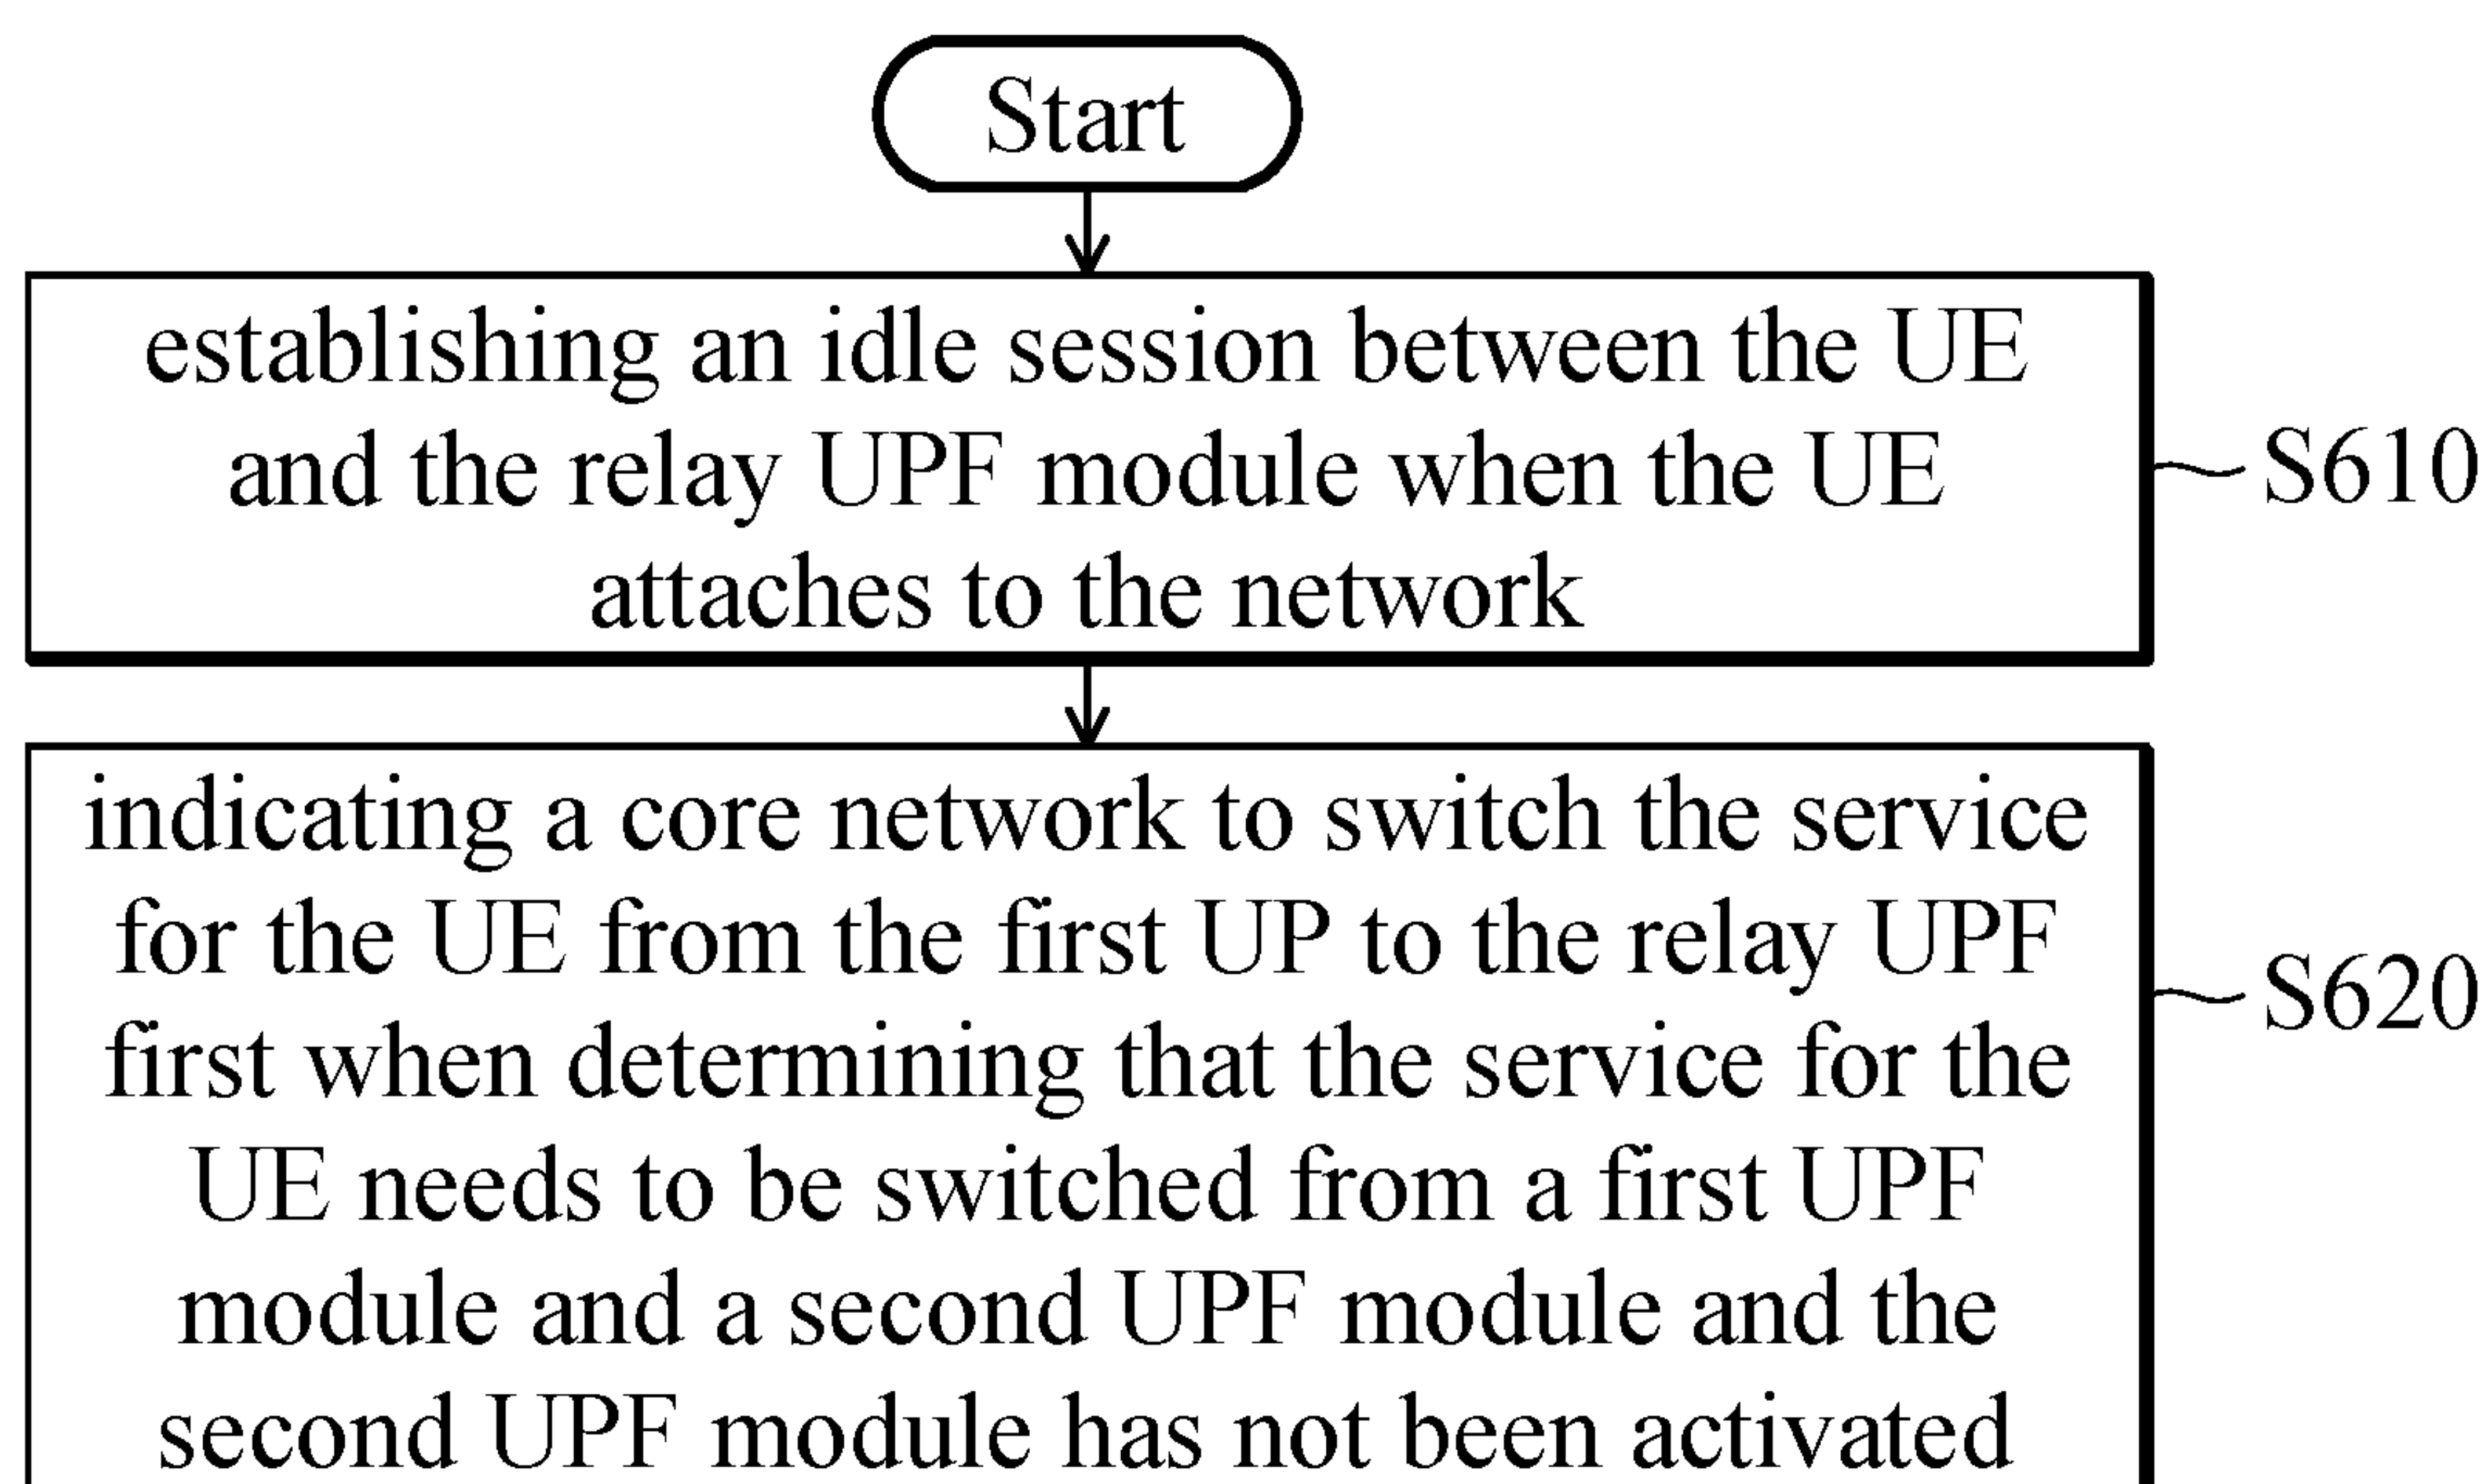 Start
establishing an idle session between the UE
and the relay UPF module when the UE
attaches to the network
S610
indicating a core network to switch the service
for the UE from the first UP to the relay UPF
first when determining that the service for the
UE needs to be switched from a first UPF
module and a second UPF module and the
second UPF module has not been activated
S620